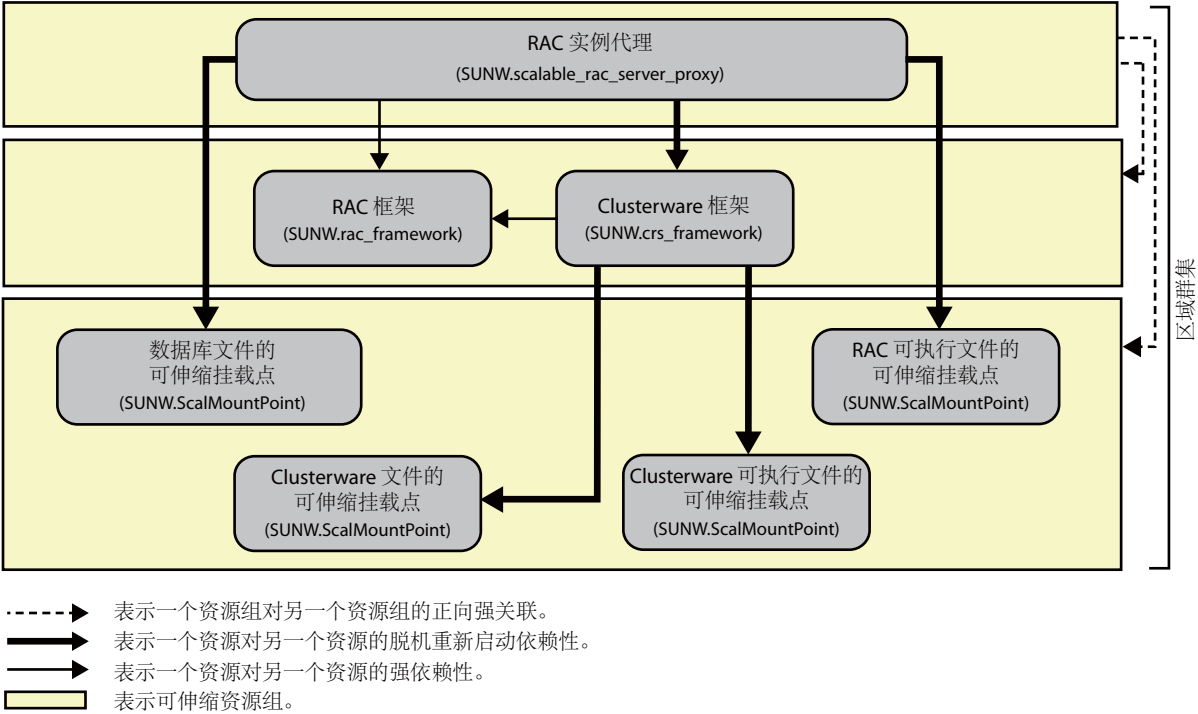 RAC 实例代理
(SUNW.scalable_rac_server_proxy)
RAC 框架
(SUNW.rac_framework)
Clusterware 框架
(SUNW.crs_framework)
区域群集
数据库文件的
可伸缩挂载点
(SUNW.ScalMountPoint)
RAC 可执行文件的
可伸缩挂载点
(SUNW.ScalMountPoint)
Clusterware 文件的
可伸缩挂载点
(SUNW.ScalMountPoint)
Clusterware 可执行文件的
可伸缩挂载点
(SUNW.ScalMountPoint)
表示一个资源组对另一个资源组的正向强关联。
表示一个资源对另一个资源的脱机重新启动依赖性。
表示一个资源对另一个资源的强依赖性。
表示可伸缩资源组。